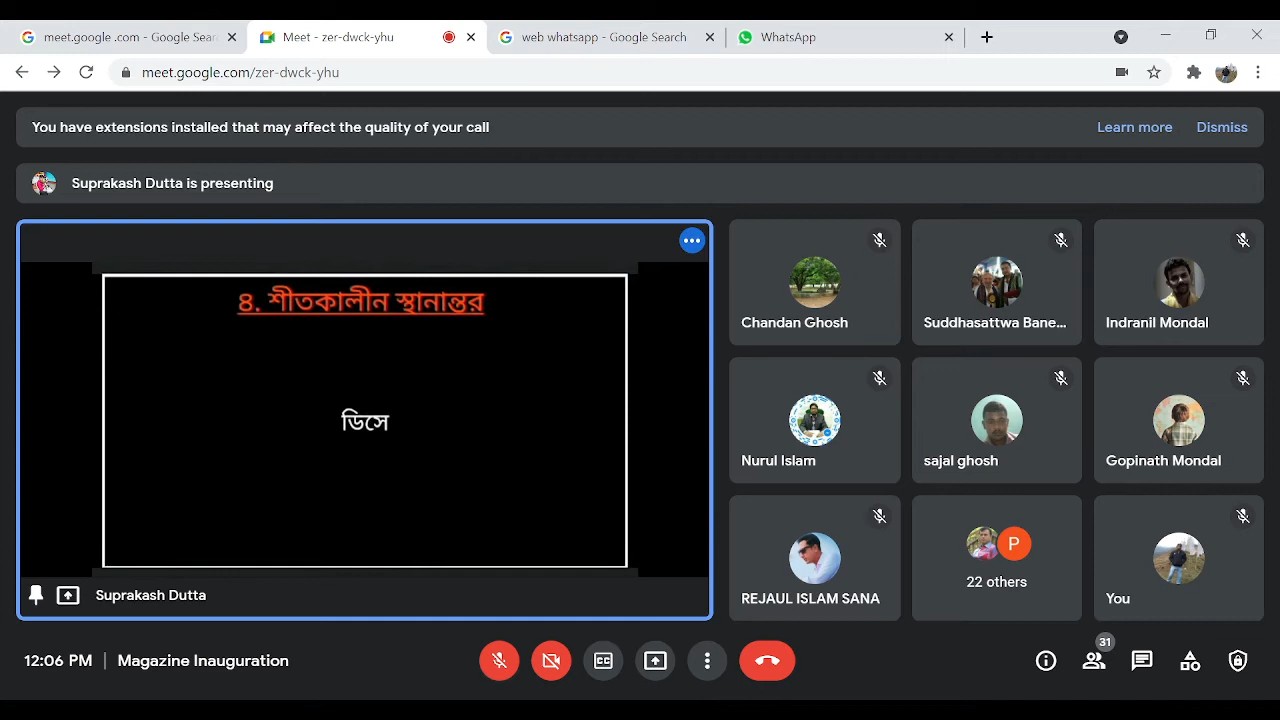 meet.google .com - Google Sear
Meet - zer-dwck-yhu
web whatsapp - Google Search
WhatsApp
meet.google.com/zer-dwck-yhu
You have extensions installed that may affect the quality of your call
Learn more
Dismiss
Suprakash Dutta is presenting
৪. শীতকালীন স্থানান্তর
ডিসে
Suprakash Dutta
Chandan Ghosh
Suddhasattwa Bane...
Indranil Mondal
Nurul Islam
sajal ghosh
Gopinath Mondal
REJAUL ISLAM SANA
P
22 others
You
12:06 PM | Magazine Inauguration
CC
31